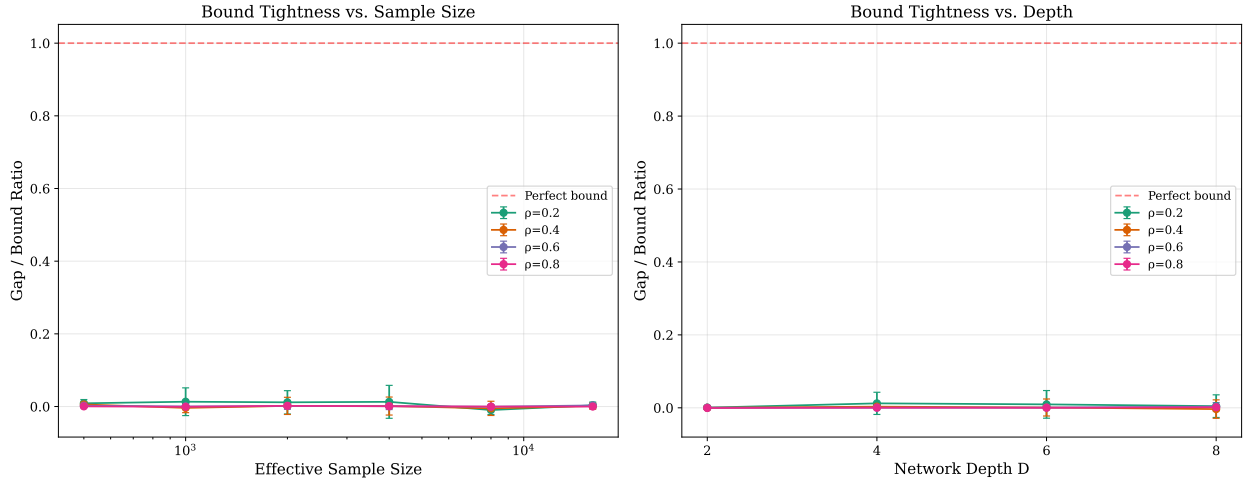 Bound Tightness vs. Sample Size
Gap / Bound Ratio
1.0
0.8
0.6
0.4
0.2
0.0
Perfect bound
ρ=0.2
ρ=0.4
ρ=0.6
ρ=0.8
10³
10⁴
Effective Sample Size
Bound Tightness vs. Depth
Gap / Bound Ratio
1.0
0.8
0.6
0.4
0.2
0.0
Perfect bound
ρ=0.2
ρ=0.4
ρ=0.6
ρ=0.8
2
4
6
8
Network Depth D